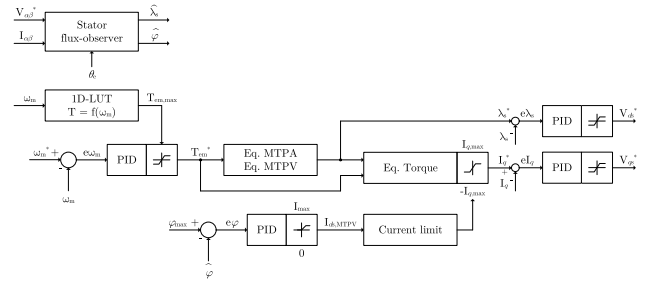 V_αβ* Stator flux-observer λ̂_s
I_αβ φ̂
θ_e
ω_m 1D-LUT T = f(ω_m) T_em,max
ω_m* + - eω_m PID T_em* Eq. MTPA Eq. MTPV
ω_m
Eq. Torque I_q,max -I_q,max
λ_s* eλ_s PID V_ds*
λ_s -
I_q* + eI_q PID V_qs*
I_q -
φ_max + - eφ PID I_max 0 I_ds,MTPV Current limit
φ̂